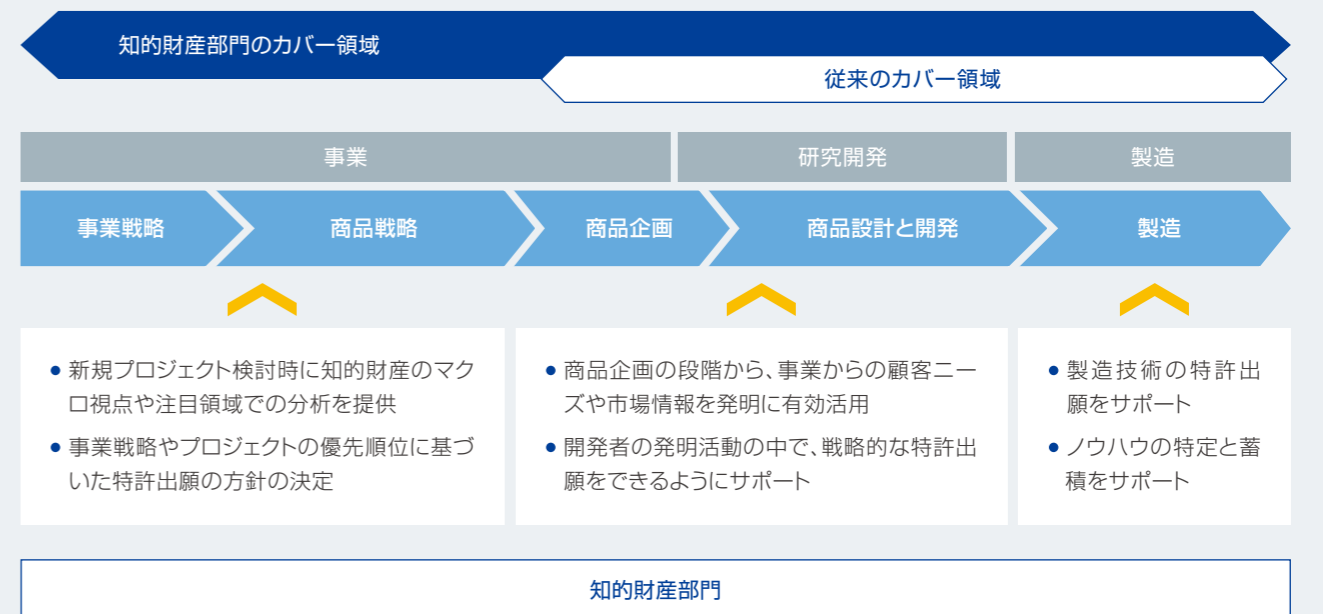 知的財産部門のカバー領域
従来のカバー領域
事業
研究開発
製造
事業戦略
商品戦略
商品企画
商品設計と開発
製造
●新規プロジェクト検討時に知的財産のマク
ロ視点や注目領域での分析を提供
●事業戦略やプロジェクトの優先順位に基づ
いた特許出願の方針の決定
●商品企画の段階から、事業からの顧客ニー
ズや市場情報を発明に有効活用
●開発者の発明活動の中で、戦略的な特許出
願をできるようにサポート
●製造技術の特許出
願をサポート
●ノウハウの特定と蓄
積をサポート
知的財産部門